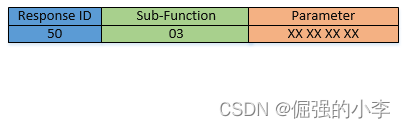 Response ID Sub-Function Parameter
50 03 XX XX XX XX
CSDN @倔强的小李